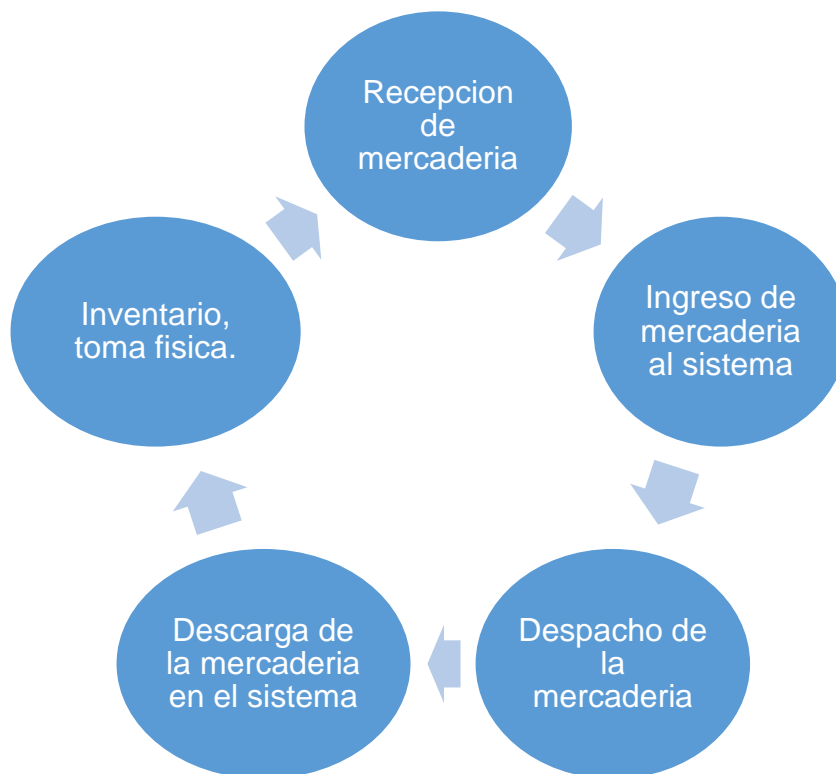 Recepcion
de
mercaderia
Ingreso de
mercaderia
al sistema
Despacho de
la
mercaderia
Descarga de
la mercaderia
en el sistema
Inventario,
toma fisica.